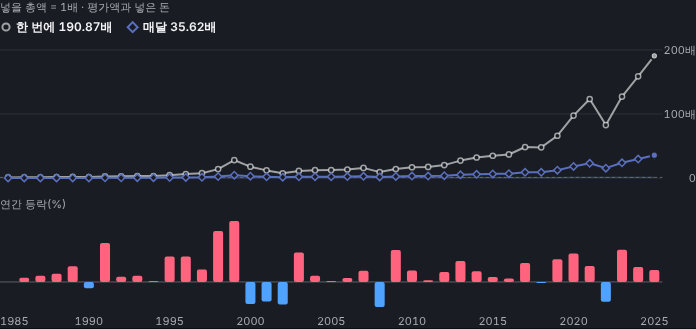 넣을 총액 = 1배 · 평가액과 넣은 돈
한 번에 190.87배 매달 35.62배
200배
100배
0
연간 등락(%)
1985 1990 1995 2000 2005 2010 2015 2020 2025